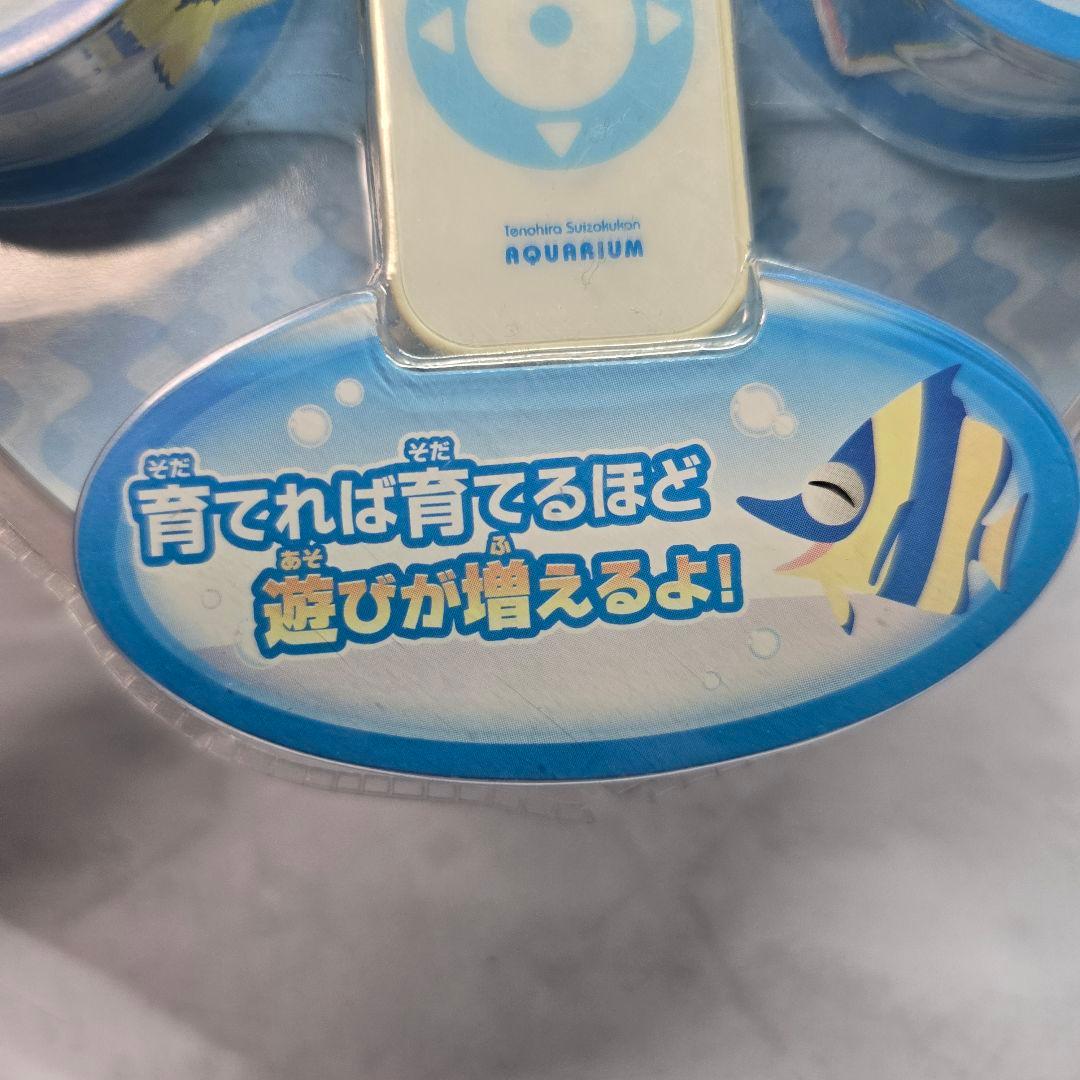 Tenohira Suizokukan
AQUARIUM
そだ そだ
育てれば育てるほど
あそ ふ
遊びが増えるよ!